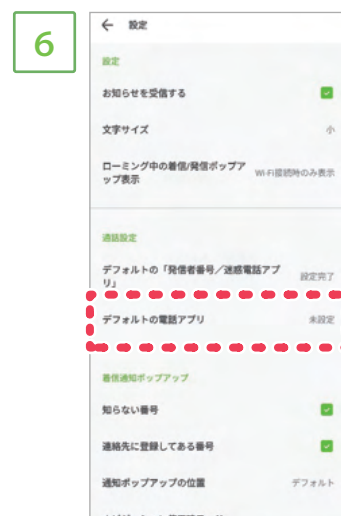 6
← 設定
設定
お知らせを受信する
文字サイズ 小
ローミング中の着信/発信ポップア
ップ表示 Wi-Fi接続時のみ表示
通話設定
デフォルトの「発信者番号／迷惑電話アプ
リ」 設定完了
デフォルトの電話アプリ 未設定
着信通知ポップアップ
知らない番号
連絡先に登録してある番号
通知ポップアップの位置 デフォルト